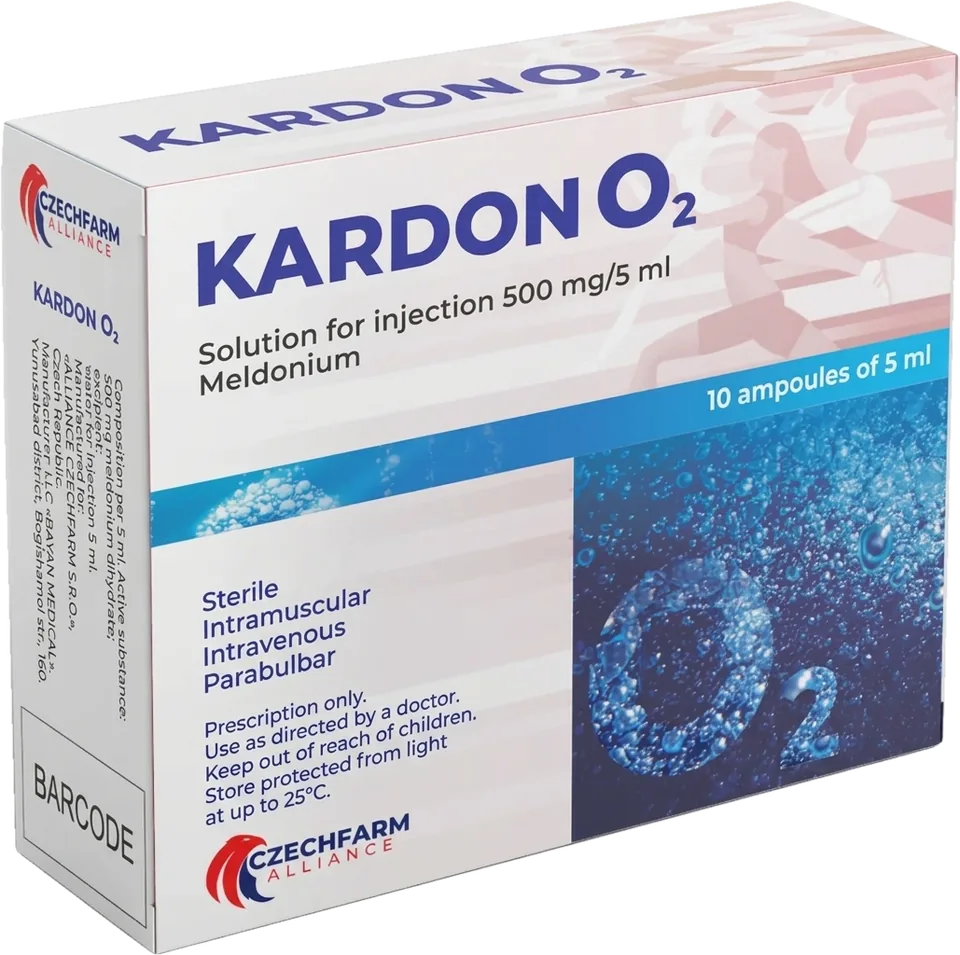 KARDON O₂
KARDON O₂
Solution for injection 500 mg/5 ml
Meldonium
10 ampoules of 5 ml
Sterile
Intramuscular
Intravenous
Parabulbar
Prescription only.
Use as directed by a doctor.
Keep out of reach of children.
Store protected from light
at up to 25°C.
CZECHFARM
ALLIANCE
O₂
CZECHFARM
ALLIANCE
KARDON O₂
Composition per 5 ml. Active substance:
500 mg meldonium dihydrate;
excipient:
water for injection 5 ml.
Manufactured for:
«ALLIANCE CZECHFARM S.R.O.»,
Czech Republic.
Manufacturer LLC «BAYAN MEDICAL».
Yunusabad district, Bogishamol str., 160.
BARCODE